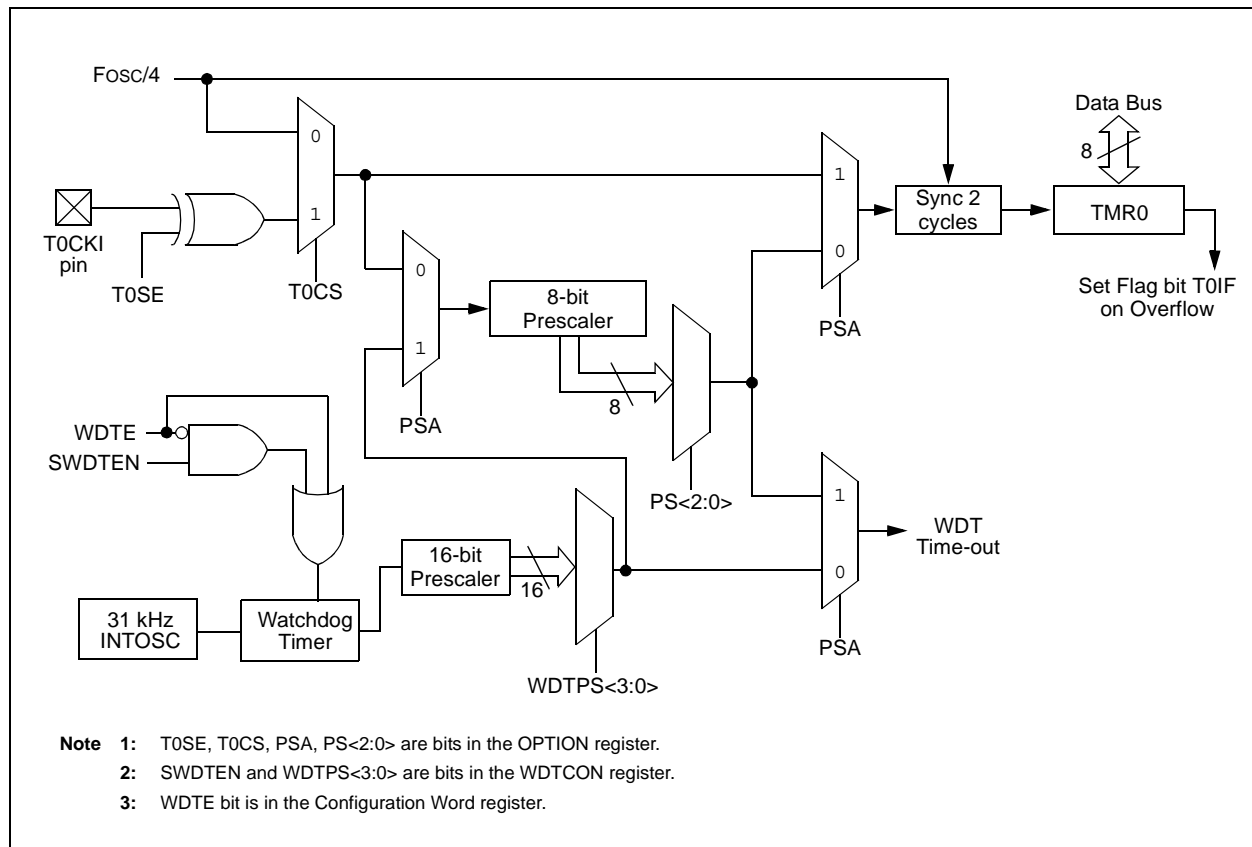 FOSC/4
0
Data Bus
8
1
1
Sync 2
cycles
TMR0
T0CKI
pin
T0SE
T0CS
0
8-bit
Prescaler
0
PSA
Set Flag bit T0IF
on Overflow
1
8
PSA
WDTE
SWDTEN
PS<2:0>
1
WDT
Time-out
16-bit
Prescaler
16
0
31 kHz
INTOSC
Watchdog
Timer
PSA
WDTPS<3:0>
Note 1: T0SE, T0CS, PSA, PS<2:0> are bits in the OPTION register.
2: SWDTEN and WDTPS<3:0> are bits in the WDTCON register.
3: WDTE bit is in the Configuration Word register.